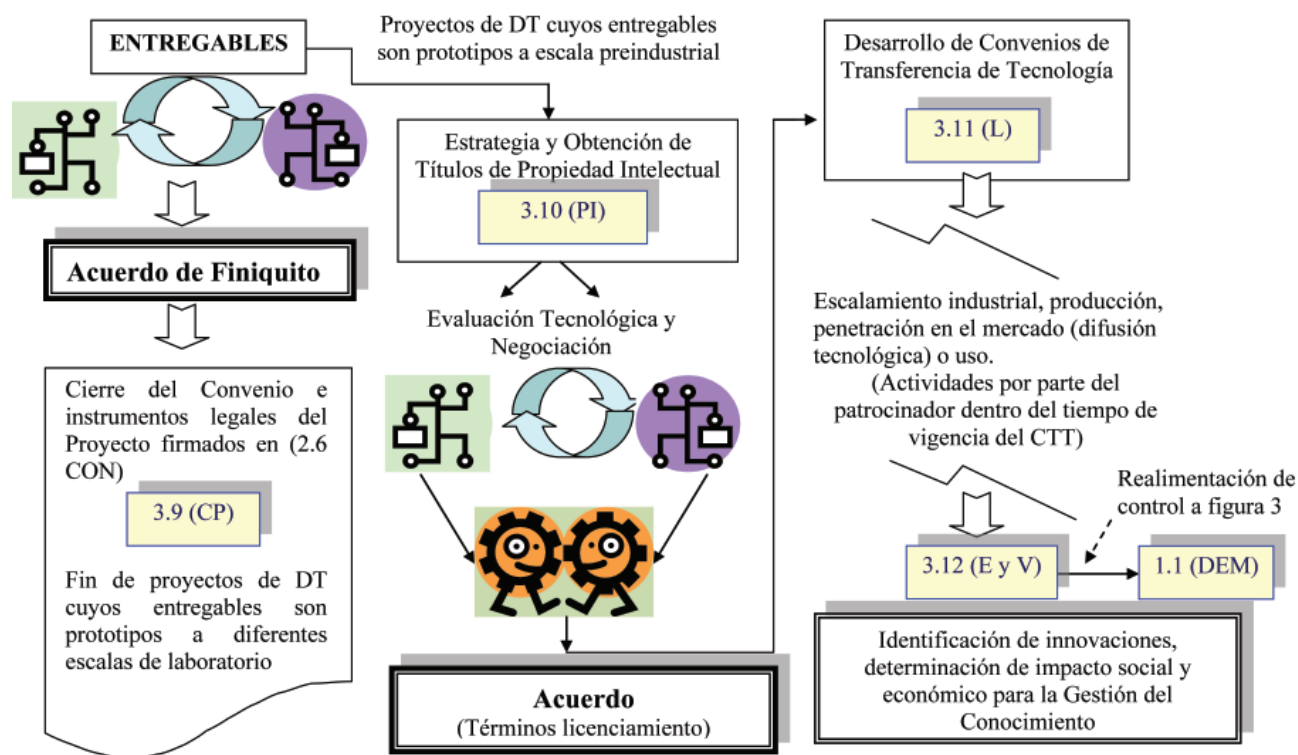 ENTREGABLES
Proyectos de DT cuyos entregables
son prototipos a escala preindustrial
Acuerdo de Finiquito
Cierre del Convenio e
instrumentos legales del
Proyecto firmados en (2.6
CON)
3.9 (CP)
Fin de proyectos de DT
cuyos entregables son
prototipos a diferentes
escalas de laboratorio
Estrategia y Obtención de
Títulos de Propiedad Intelectual
3.10 (PI)
Evaluación Tecnológica y
Negociación
Acuerdo
(Términos licenciamiento)
Desarrollo de Convenios de
Transferencia de Tecnología
3.11 (L)
Escalamiento industrial, producción,
penetración en el mercado (difusión
tecnológica) o uso.
(Actividades por parte del
patrocinador dentro del tiempo de
vigencia del CTT)
Realimentación de
control a figura 3
3.12 (E y V)
1.1 (DEM)
Identificación de innovaciones,
determinación de impacto social y
económico para la Gestión del
Conocimiento